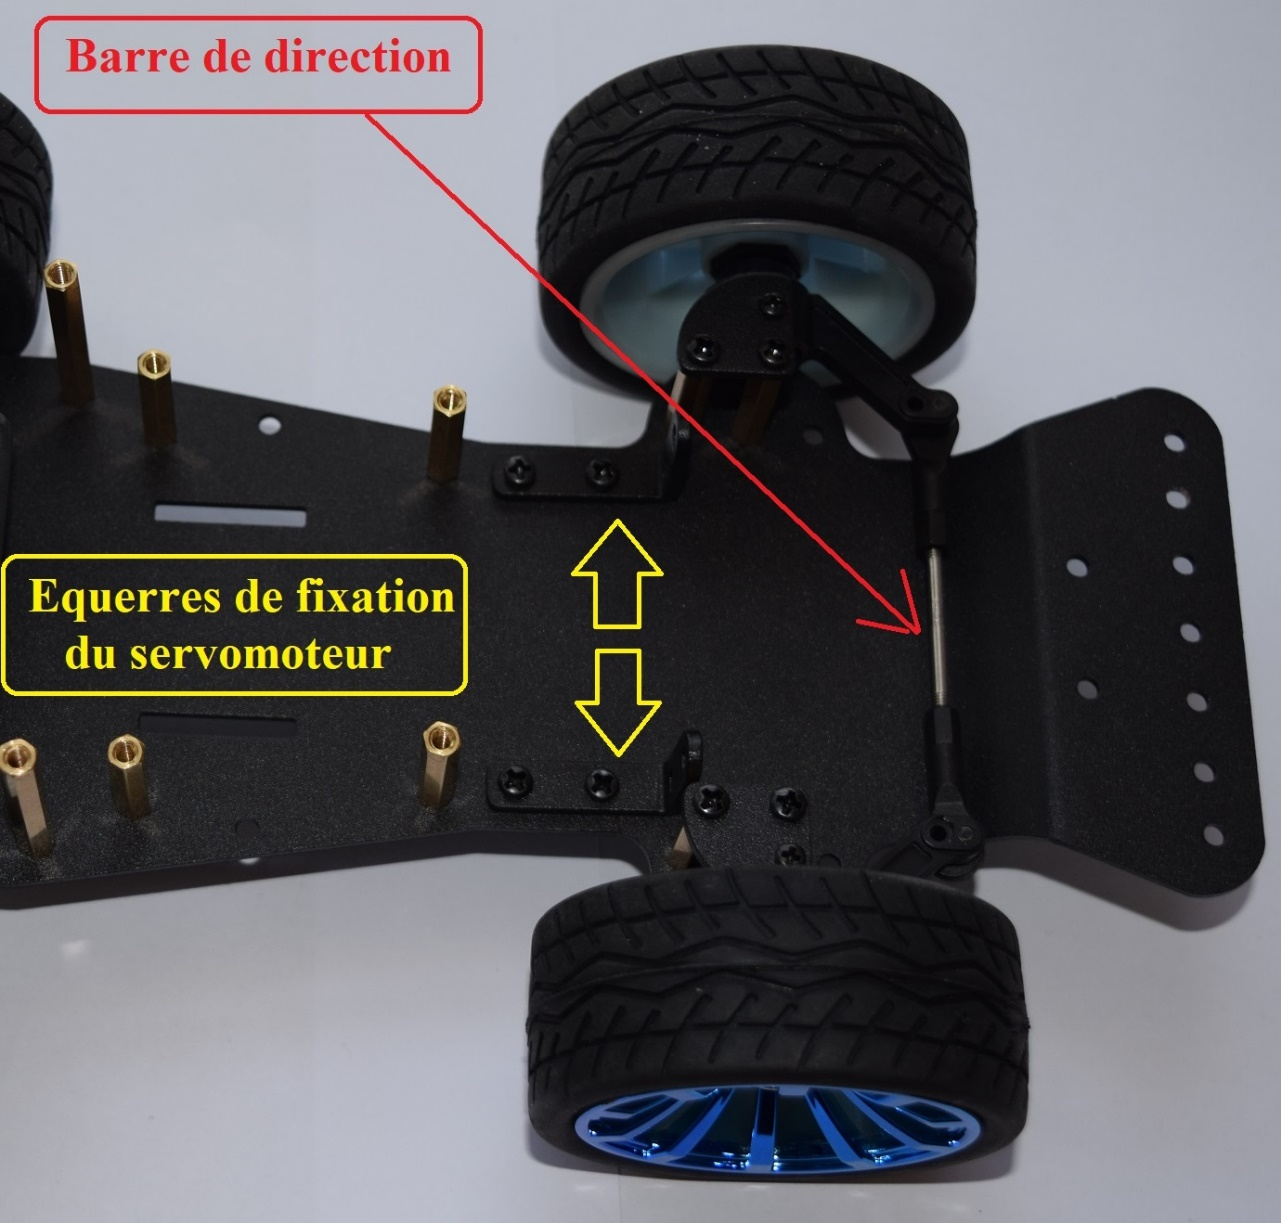 Barre de direction
Equerres de fixation
du servomoteur